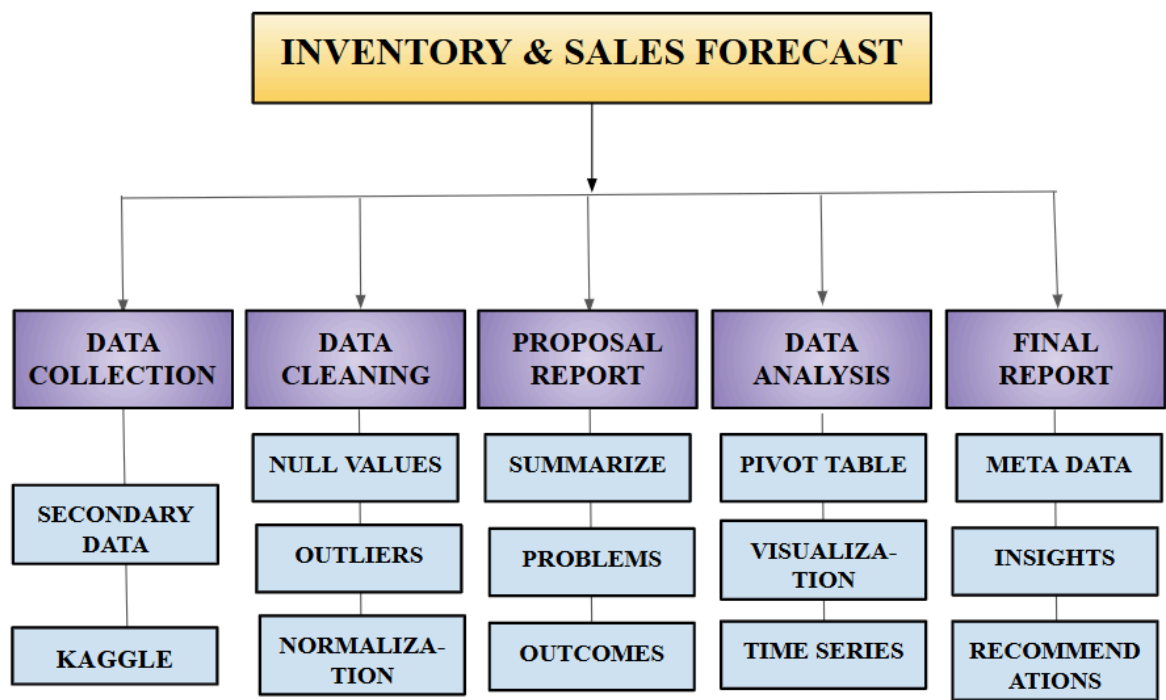 INVENTORY & SALES FORECAST
DATA
COLLECTION
DATA
CLEANING
PROPOSAL
REPORT
DATA
ANALYSIS
FINAL
REPORT
SECONDARY
DATA
KAGGLE
NULL VALUES
OUTLIERS
NORMALIZA-
TION
SUMMARIZE
PROBLEMS
OUTCOMES
PIVOT TABLE
VISUALIZA-
TION
TIME SERIES
META DATA
INSIGHTS
RECOMMEND
ATIONS